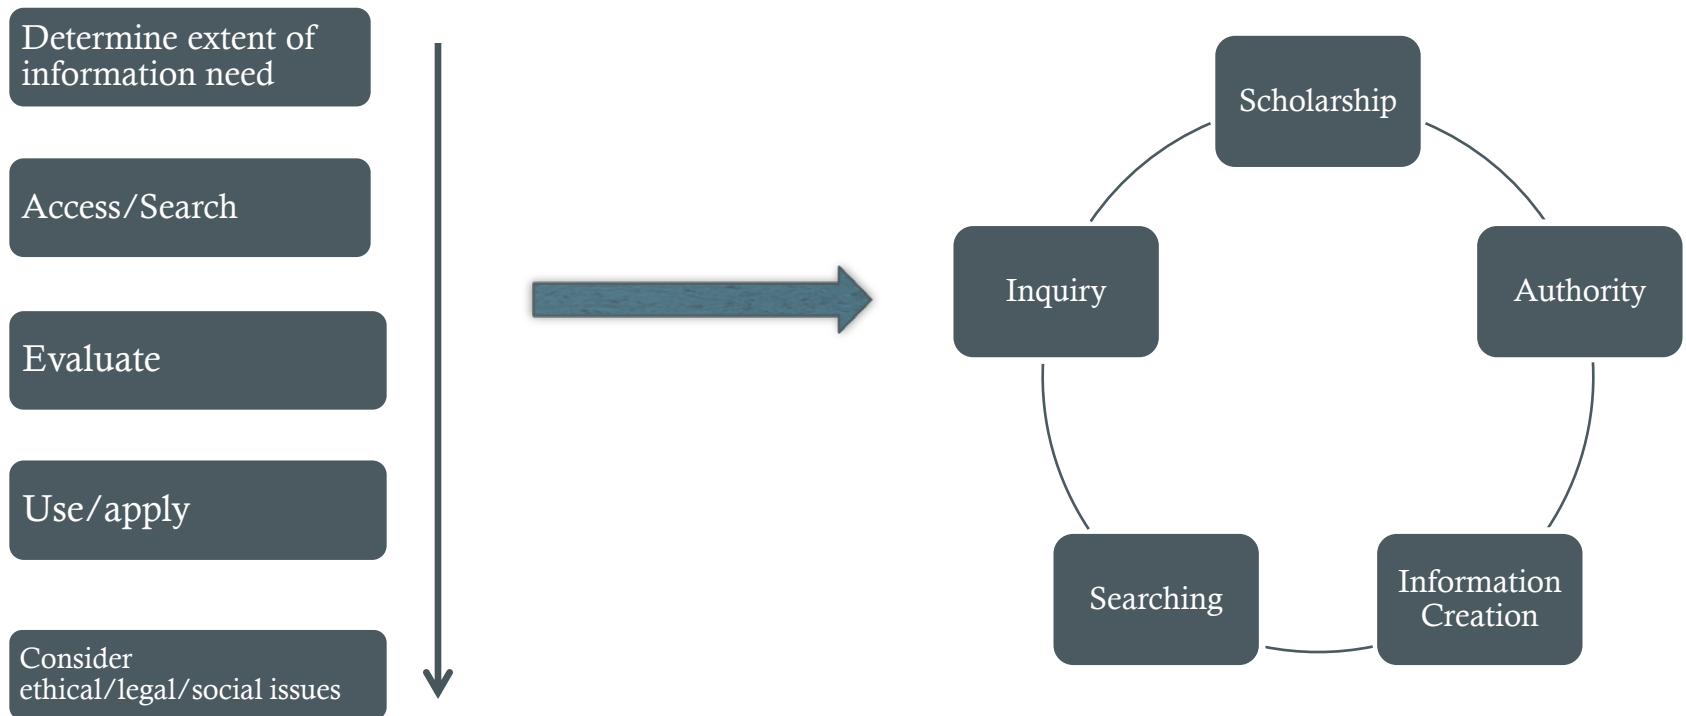 Determine extent of
information need
Access/Search
Evaluate
Use/apply
Consider
ethical/legal/social issues
Scholarship
Authority
Information
Creation
Searching
Inquiry